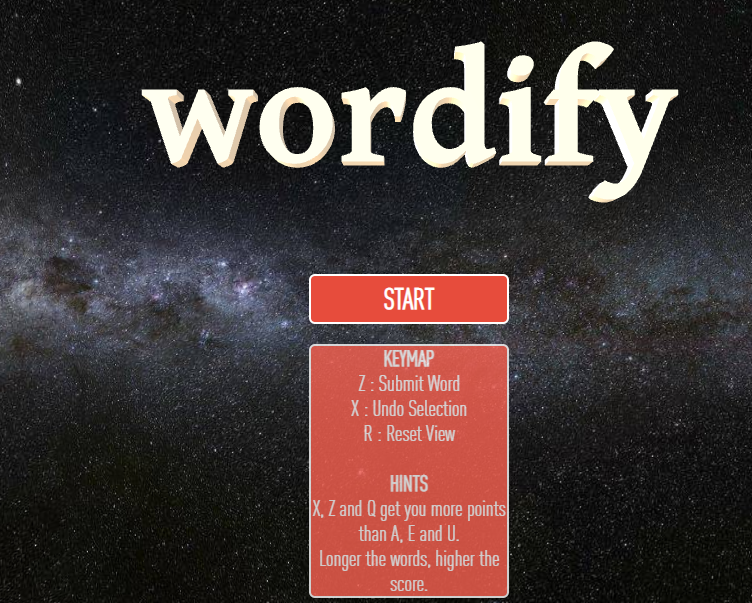 wordify
START
KEYMAP
Z : Submit Word
X : Undo Selection
R : Reset View
HINTS
X, Z and Q get you more points
than A, E and U.
Longer the words, higher the
score.